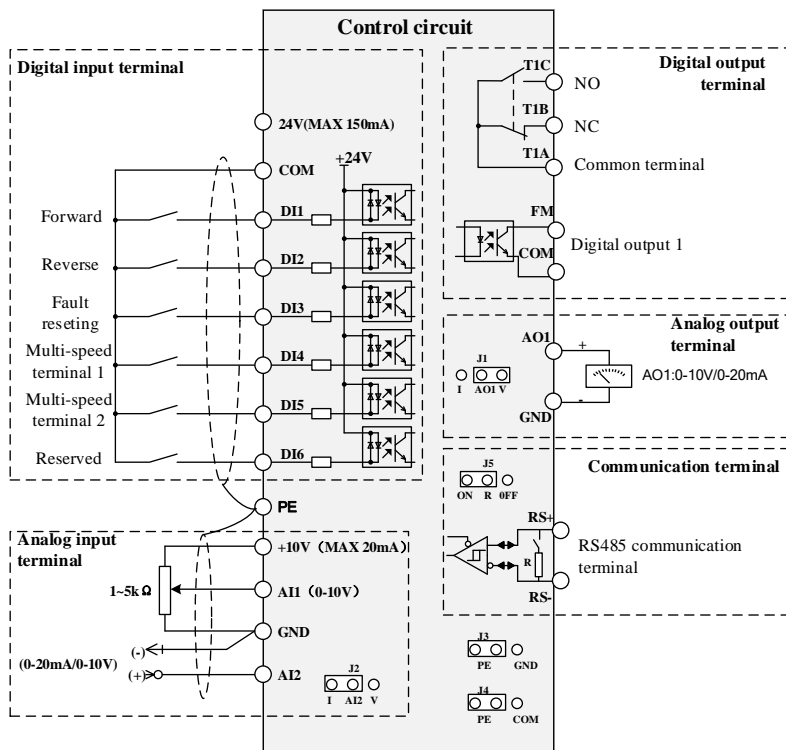 Control circuit
Digital input terminal
24V(MAX 150mA)
COM
+24V
Forward
DI1
Reverse
DI2
Fault
reseting
DI3
Multi-speed
terminal 1
DI4
Multi-speed
terminal 2
DI5
Reserved
DI6
PE
Analog input
terminal
+10V（MAX 20mA）
1~5kΩ
AI1（0-10V）
GND
(-)
(0-20mA/0-10V)
(+)
AI2
J2
I AI2 V
Digital output
terminal
T1C
NO
T1B
NC
T1A
Common terminal
FM
Digital output 1
COM
Analog output
terminal
AO1
+
J1
I AO1 V
AO1:0-10V/0-20mA
-
GND
Communication terminal
J5
ON R 0FF
RS+
RS485 communication
terminal
R
RS-
J3
PE GND
J4
PE COM